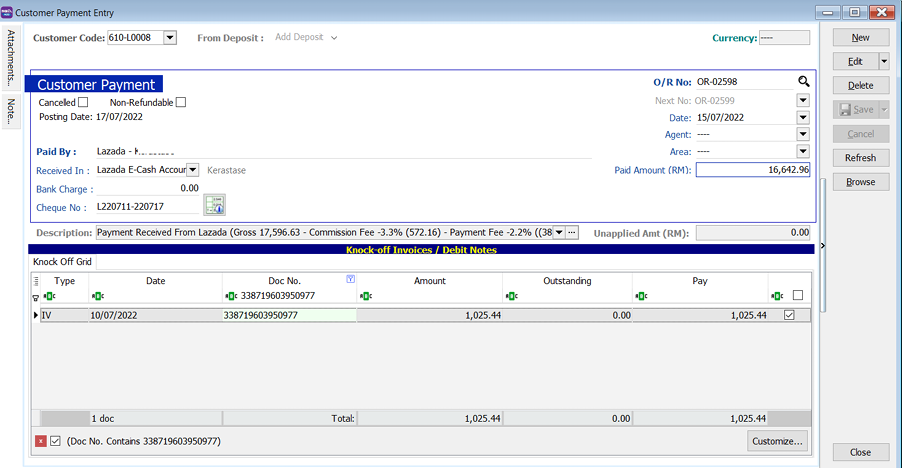 Customer Payment Entry
Attachments...
Note...
Customer Code: 610-L0008 From Deposit : Add Deposit Currency: ----
Customer Payment
Cancelled Non-Refundable
Posting Date: 17/07/2022
O/R No: OR-02598
Next No: OR-02599
Date: 15/07/2022
Agent: ----
Area: ----
Paid By : Lazada -
Received In : Lazada E-Cash Accour Kerastase
Paid Amount (RM): 16,642.96
Bank Charge : 0.00
Cheque No : L220711-220717
Description: Payment Received From Lazada (Gross 17,596.63 - Commission Fee -3.3% (572.16) - Payment Fee -2.2% ((38 ... Unapplied Amt (RM): 0.00
Knock-off Invoices / Debit Notes
Knock Off Grid
Type Date Doc No. Amount Outstanding Pay
338719603950977
IV 10/07/2022 338719603950977 1,025.44 0.00 1,025.44
1 doc Total: 1,025.44 0.00 1,025.44
x (Doc No. Contains 338719603950977)
Customize...
New
Edit
Delete
Save
Cancel
Refresh
Browse
Close